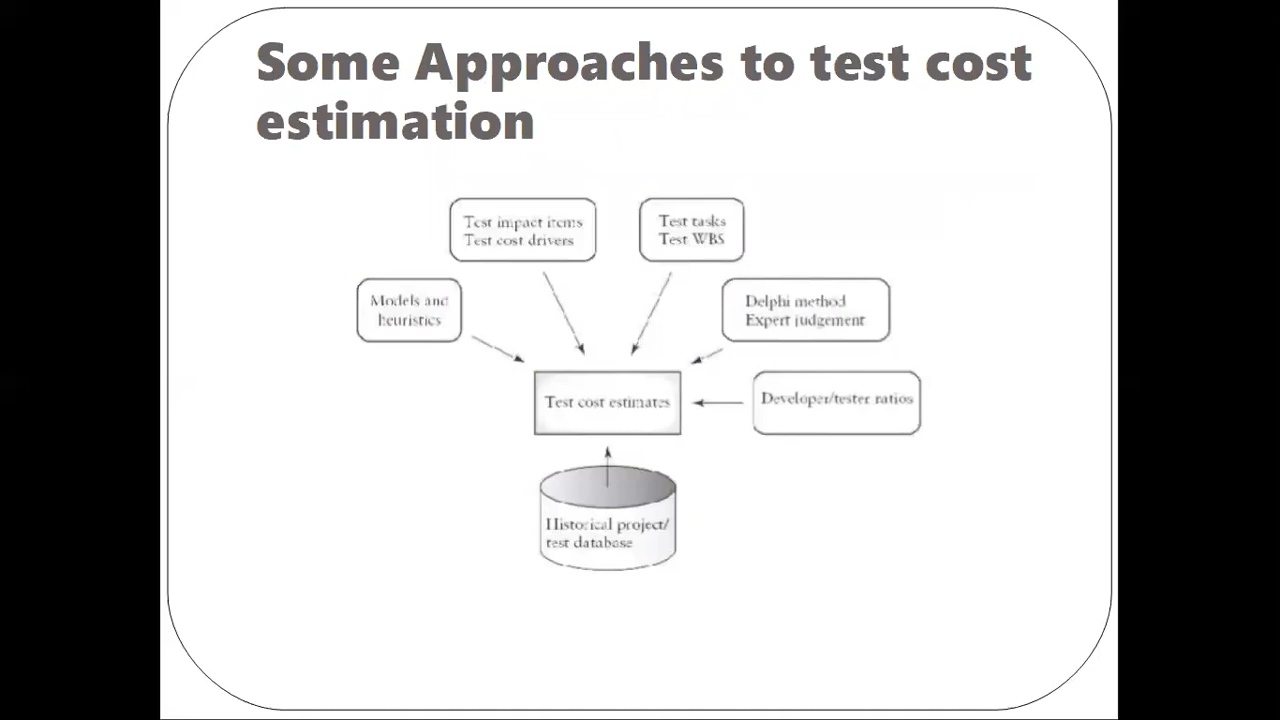 Some Approaches to test cost
estimation
Test impact items
Test cost drivers
Test tasks
Test WBS
Models and
heuristics
Delphi method
Expert judgement
Test cost estimates
Developer/tester ratios
Historical project/
test database